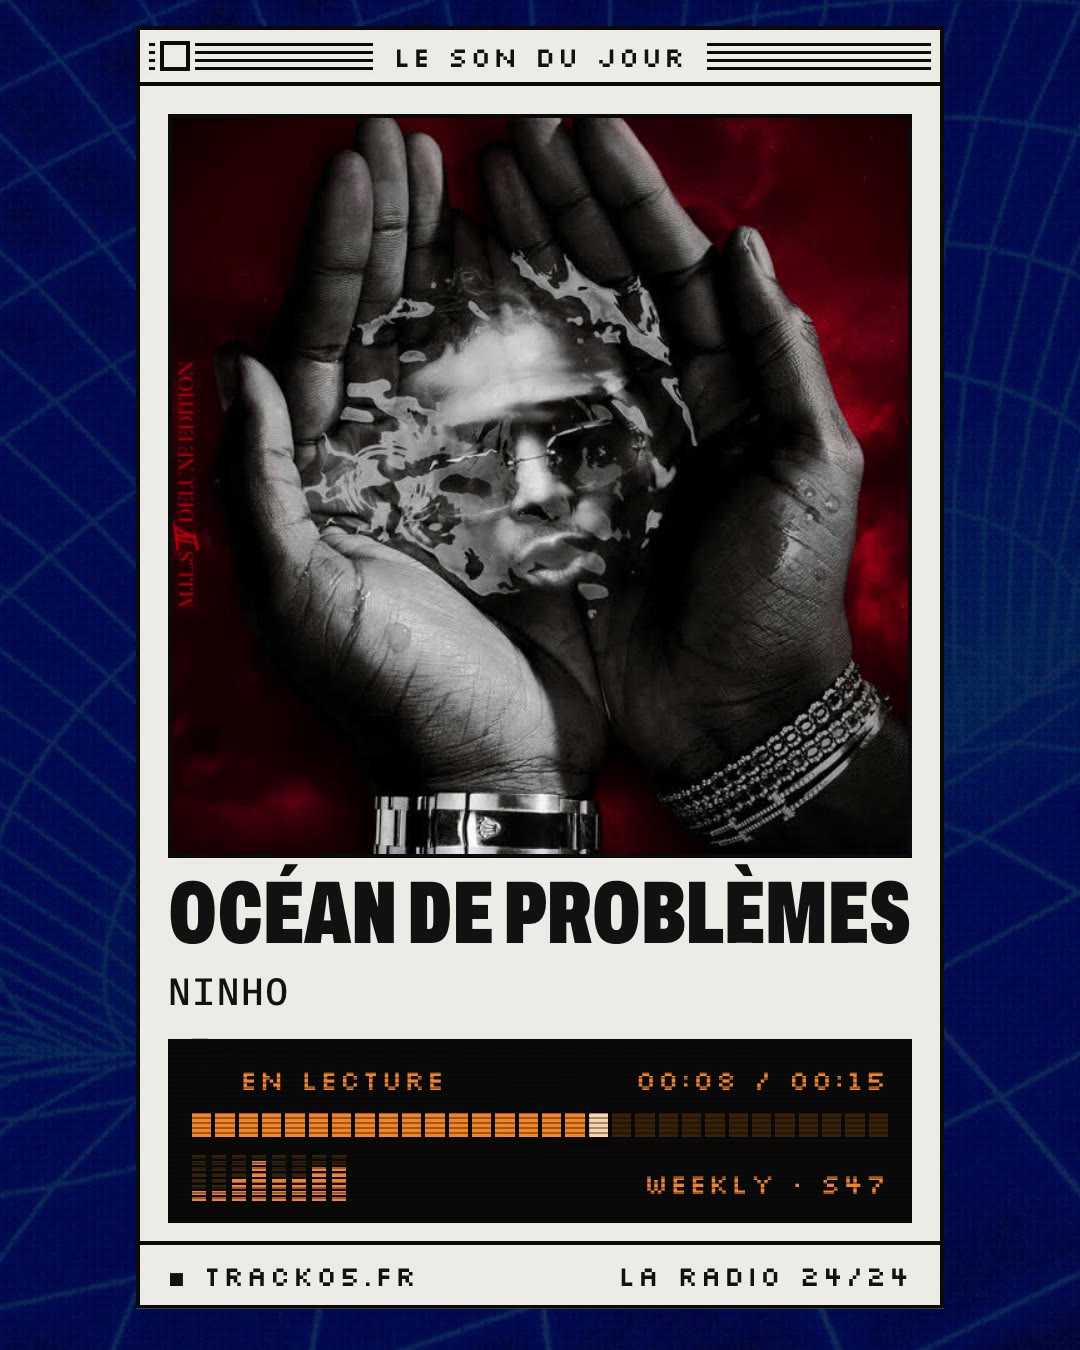 LE SON DU JOUR
M.I.L.S IV DELUXE EDITION
OCÉAN DE PROBLÈMES
NINHO
EN LECTURE
00:08 / 00:15
WEEKLY · S47
■ TRACK05.FR
LA RADIO 24/24